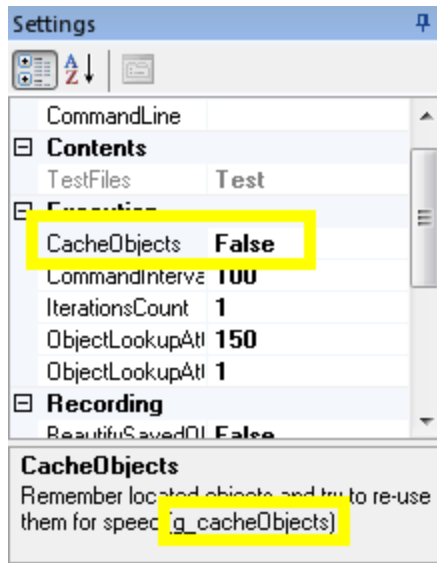 Settings
CommandLine
Contents
TestFiles Test
Execution
CacheObjects False
CommandInterva 100
IterationsCount 1
ObjectLookupAtt 150
ObjectLookupAtt 1
Recording
False
CacheObjects
Remember located objects and try to re-use
them for speed (g_cacheObjects)